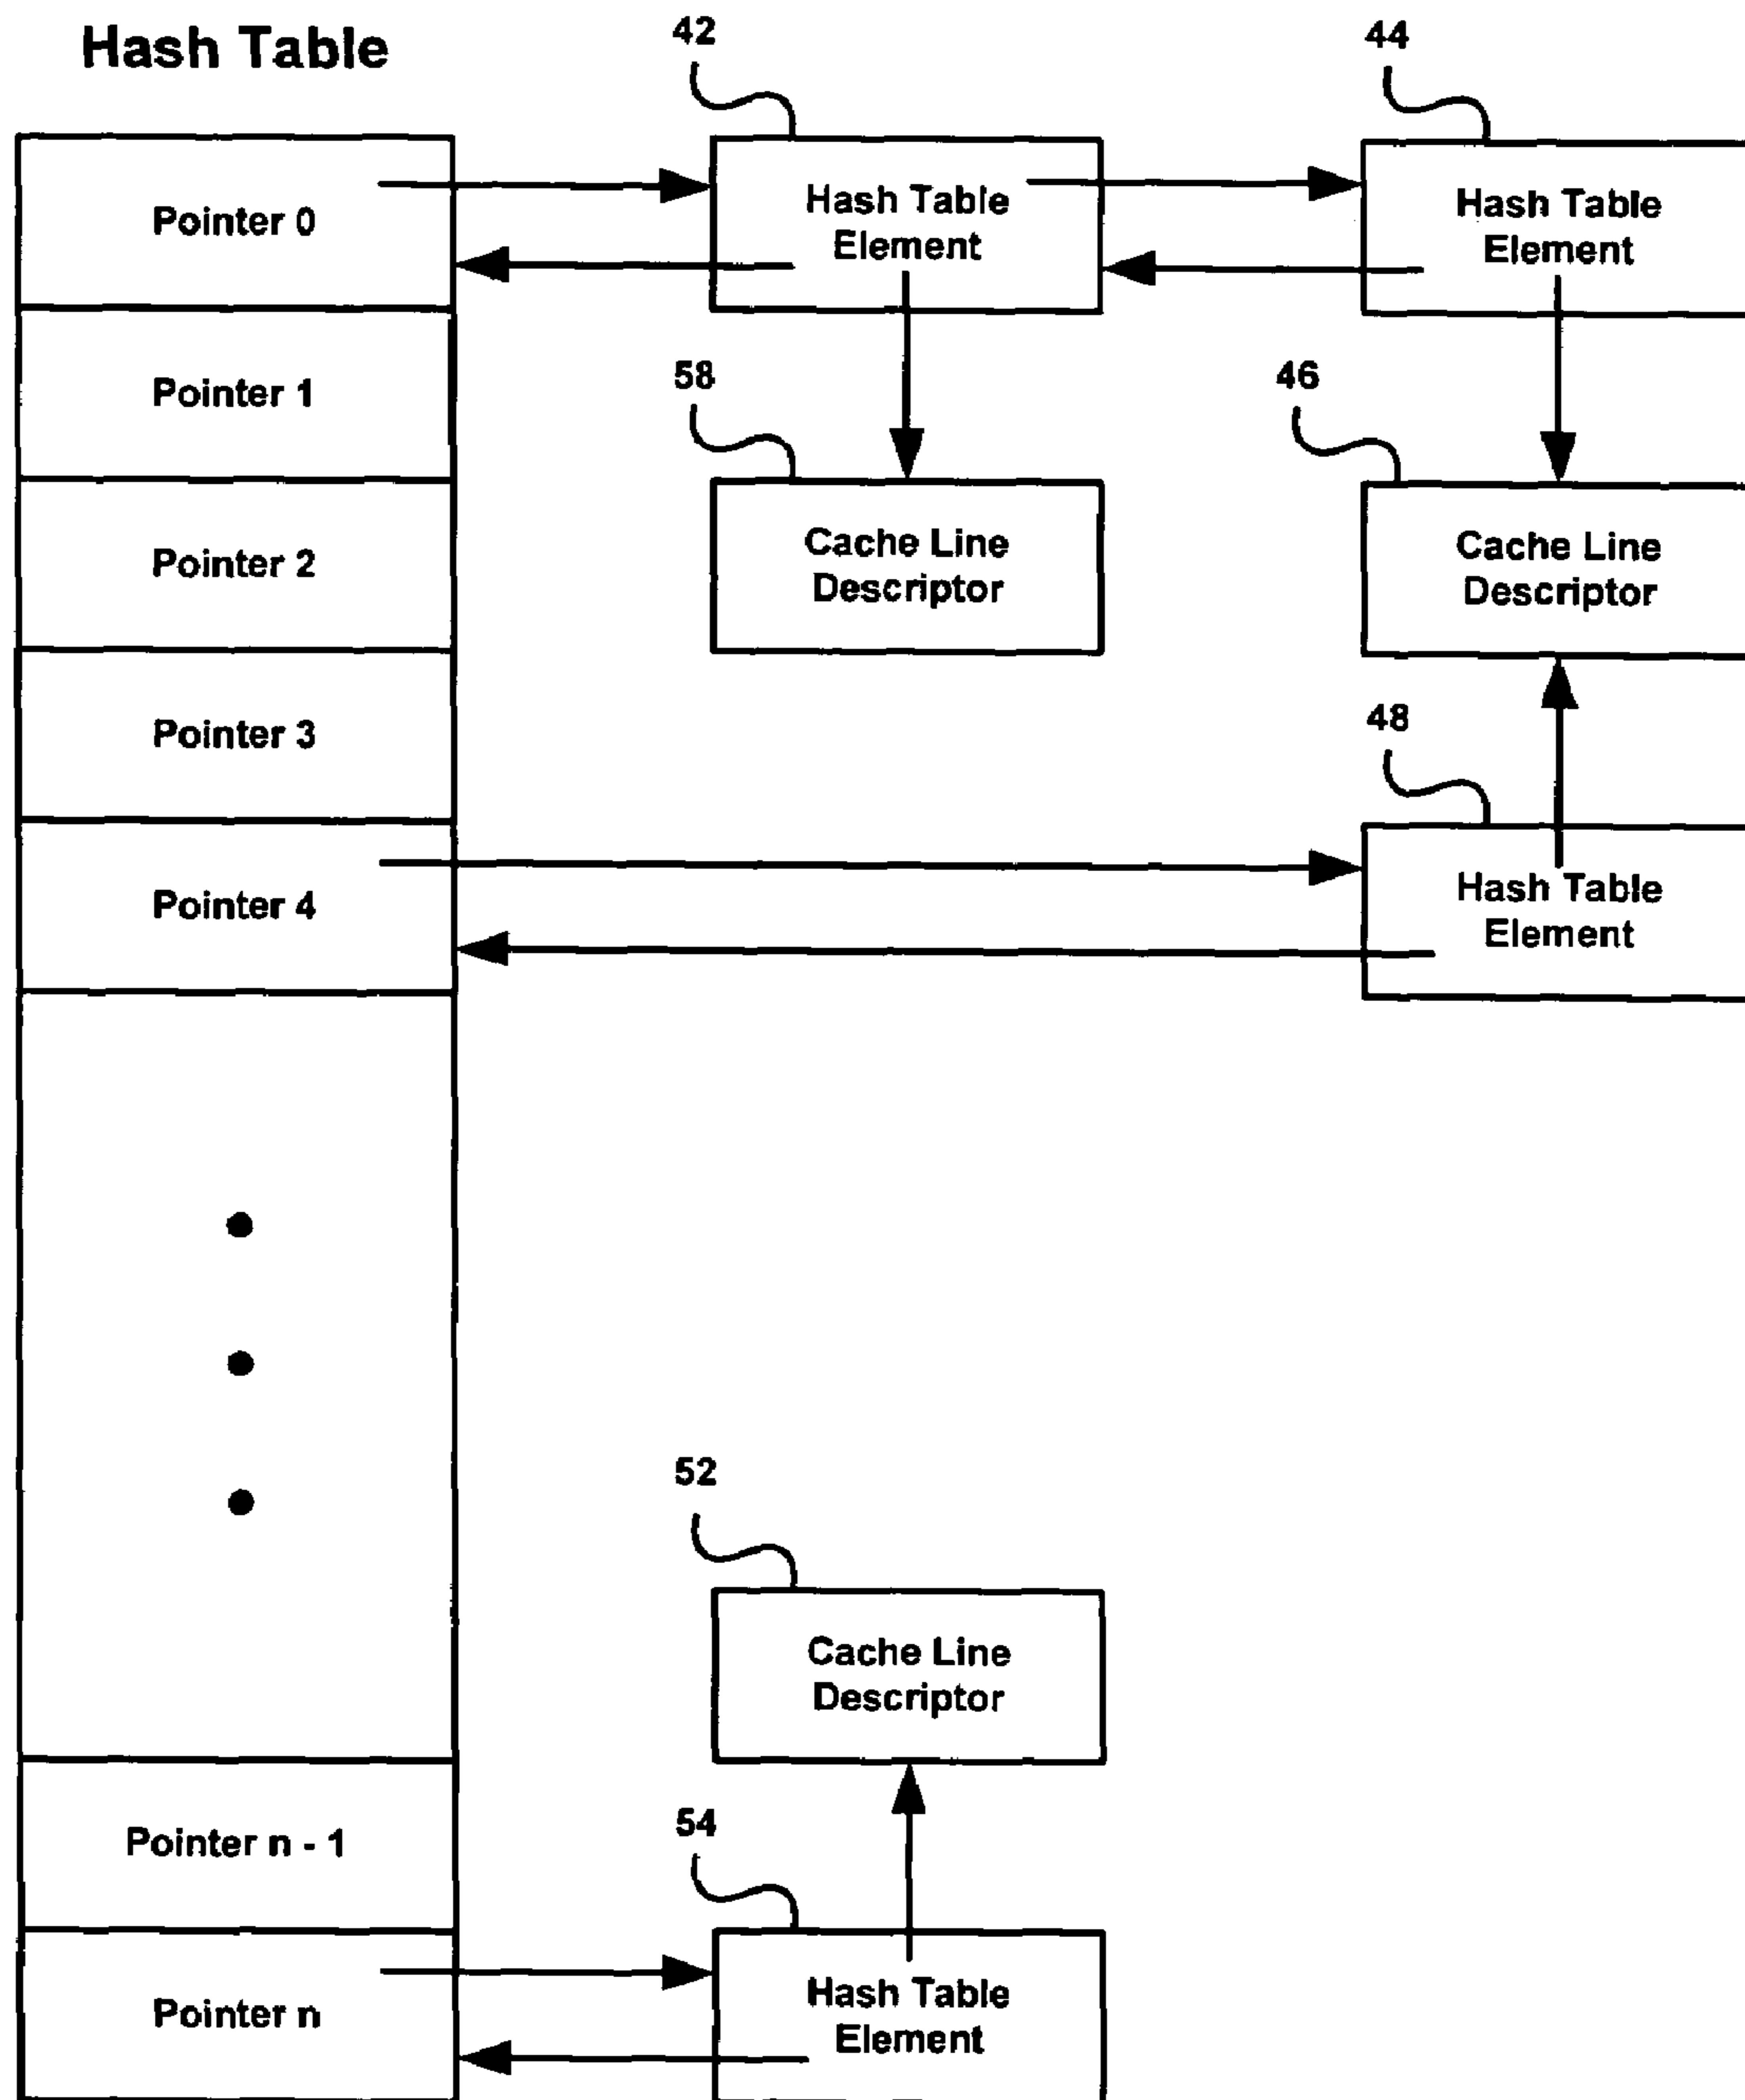 Hash Table
42
44
Pointer 0
Hash Table
Element
Hash Table
Element
Pointer 1
58
46
Pointer 2
Cache Line
Descriptor
Cache Line
Descriptor
Pointer 3
48
Pointer 4
Hash Table
Element
52
Cache Line
Descriptor
Pointer n - 1
54
Pointer n
Hash Table
Element